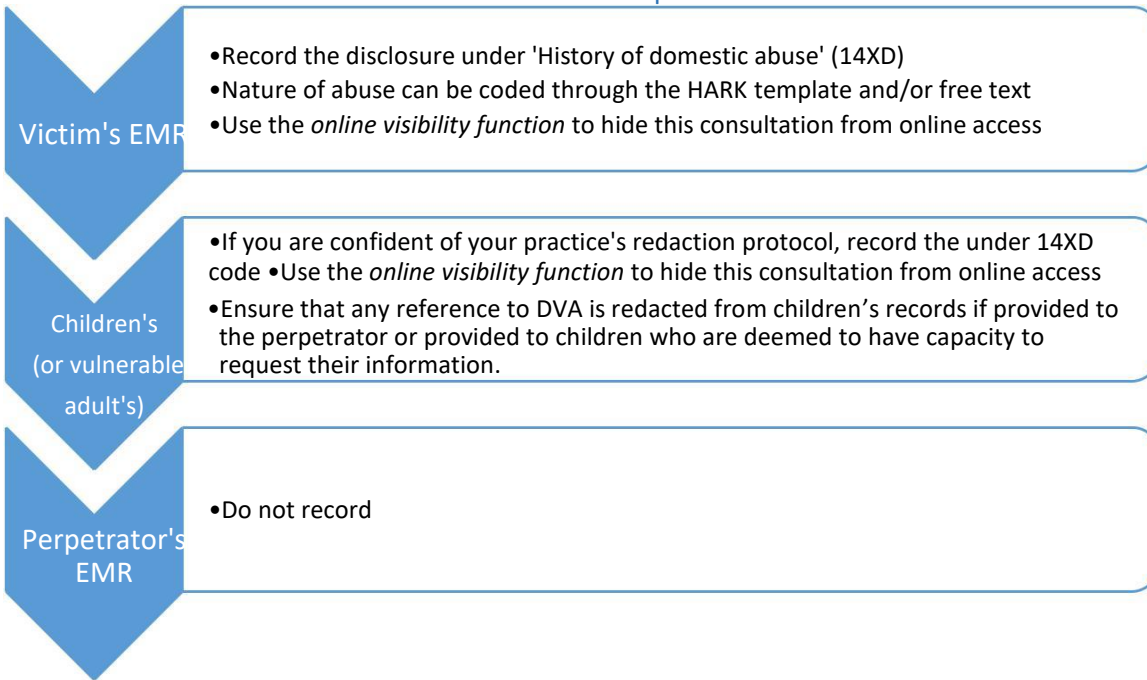 •Record the disclosure under 'History of domestic abuse' (14XD)
•Nature of abuse can be coded through the HARK template and/or free text
•Use the online visibility function to hide this consultation from online access
Victim's EMR
•If you are confident of your practice's redaction protocol, record the under 14XD
code •Use the online visibility function to hide this consultation from online access
•Ensure that any reference to DVA is redacted from children’s records if provided to
the perpetrator or provided to children who are deemed to have capacity to
request their information.
Children's
(or vulnerable
adult's)
•Do not record
Perpetrator's
EMR